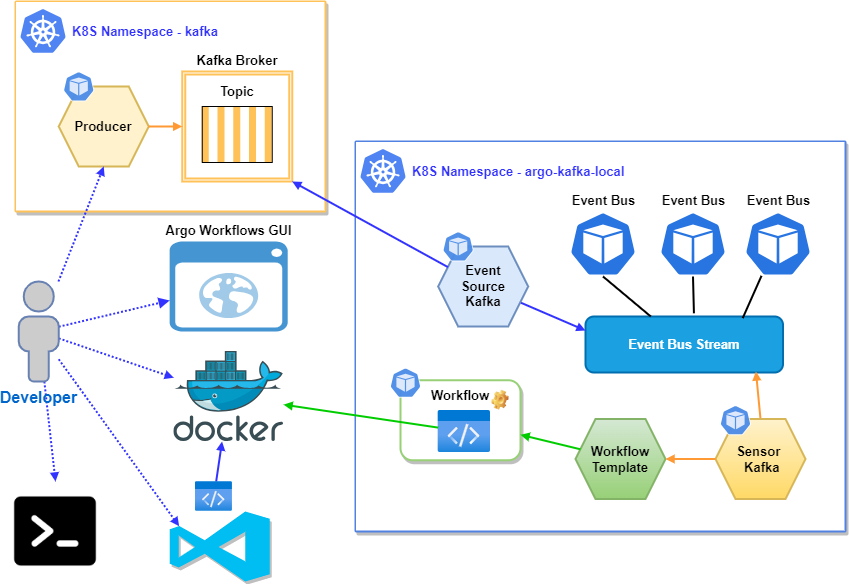 K8S Namespace - kafka
Kafka Broker
Topic
Producer
K8S Namespace - argo-kafka-local
Event Bus
Event Bus
Event Bus
Argo Workflows GUI
Event
Source
Kafka
Event Bus Stream
Developer
docker
Workflow
</>
Workflow
Template
Sensor
Kafka
</>
>_